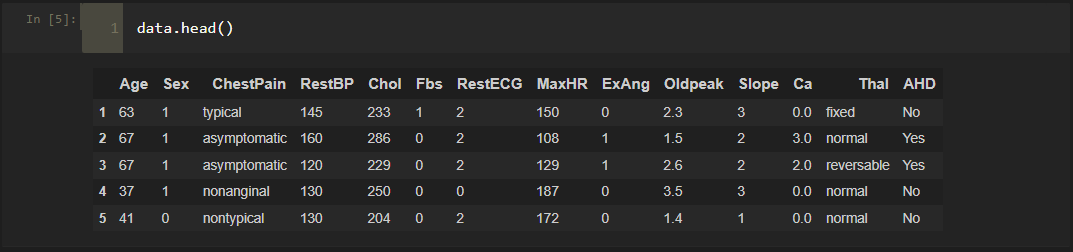 In [5]: 1 data.head()
Age Sex ChestPain RestBP Chol Fbs RestECG MaxHR ExAng Oldpeak Slope Ca Thal AHD
1 63 1 typical 145 233 1 2 150 0 2.3 3 0.0 fixed No
2 67 1 asymptomatic 160 286 0 2 108 1 1.5 2 3.0 normal Yes
3 67 1 asymptomatic 120 229 0 2 129 1 2.6 2 2.0 reversable Yes
4 37 1 nonanginal 130 250 0 0 187 0 3.5 3 0.0 normal No
5 41 0 nontypical 130 204 0 2 172 0 1.4 1 0.0 normal No